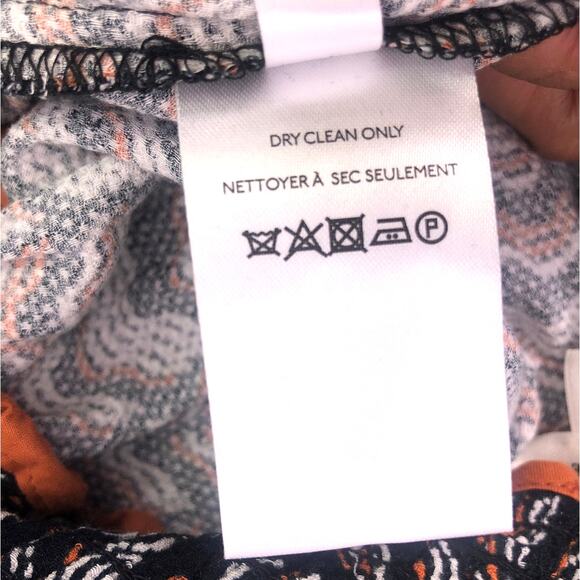 DRY CLEAN ONLY
NETTOYER À SEC SEULEMENT
P